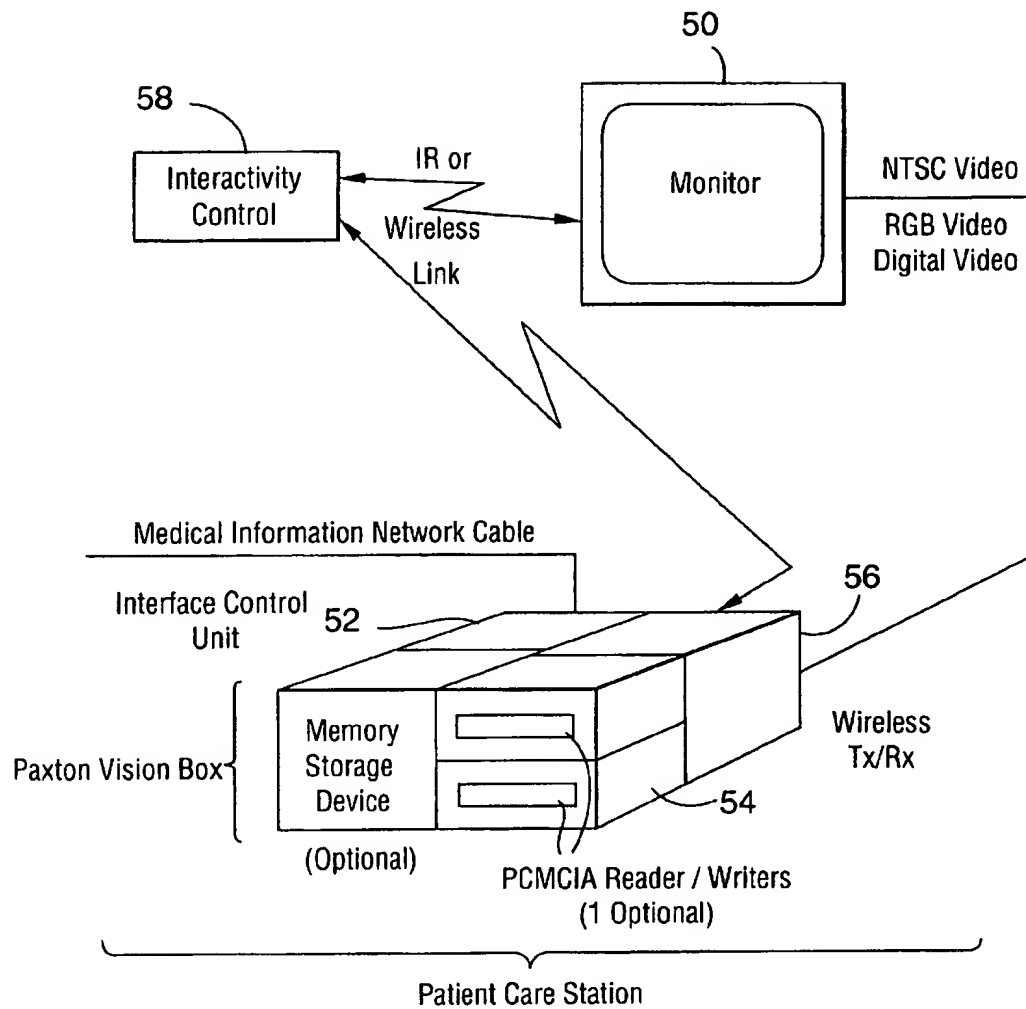 50
58
Interactivity
Control
IR or
Wireless
Link
Monitor
NTSC Video
RGB Video
Digital Video
Medical Information Network Cable
Interface Control
Unit
52
56
Paxton Vision Box
Memory
Storage
Device
(Optional)
54
Wireless
Tx/Rx
PCMCIA Reader / Writers
(1 Optional)
Patient Care Station